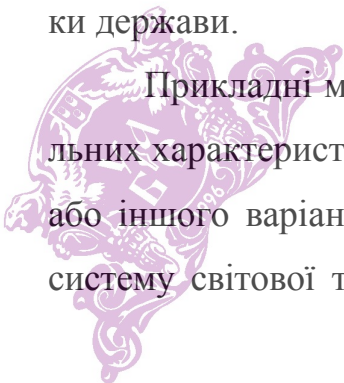 ки держави.
Прикладні м
льних характерист
або іншого варіан
систему світової т